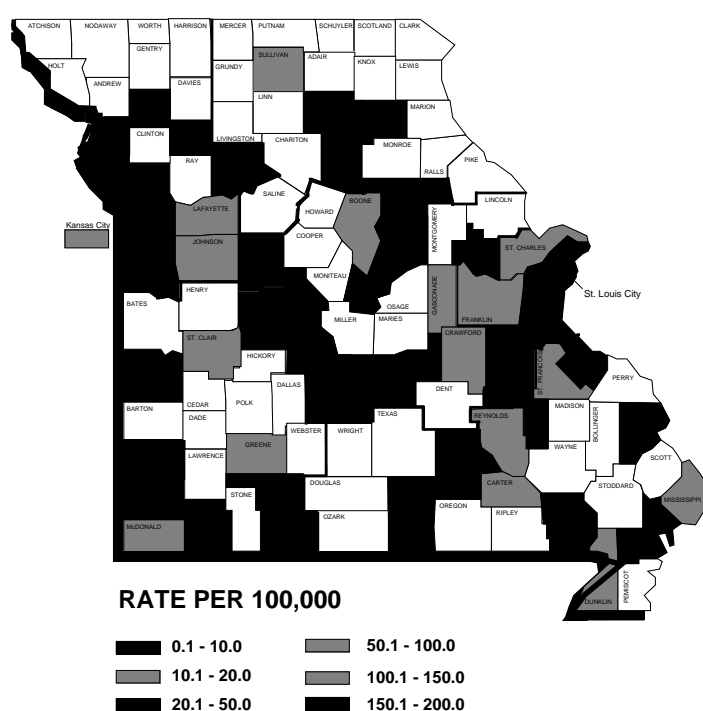 ATCHISON NODAWAY WORTH HARRISON MERCER PUTNAM SCHUYLER SCOTLAND CLARK
GENTRY SULLIVAN ADAIR KNOX LEWIS
HOLT GRUNDY
ANDREW DAVIES LINN
MARION
CLINTON LIVINGSTON CHARITON MONROE
RAY RALLS PIKE
SALINE BOONE LINCOLN
LAFAYETTE HOWARD MONTGOMERY
Kansas City
JOHNSON COOPER ST. CHARLES
MONITEAU
HENRY GASCONADE St. Louis City
BATES OSAGE
MILLER MARIES FRANKLIN
ST. CLAIR CRAWFORD
HICKORY ST. FRANCOIS
DALLAS DENT PERRY
BARTON CEDAR POLK TEXAS REYNOLDS MADISON BOLLINGER
DADE
GREENE WEBSTER WRIGHT WAYNE
LAWRENCE SCOTT
DOUGLAS CARTER STODDARD
STONE MISSISSIPPI
OZARK OREGON RIPLEY
McDONALD
DUNKLIN PEMISCOT
RATE PER 100,000
0.1 - 10.0 50.1 - 100.0
10.1 - 20.0 100.1 - 150.0
20.1 - 50.0 150.1 - 200.0